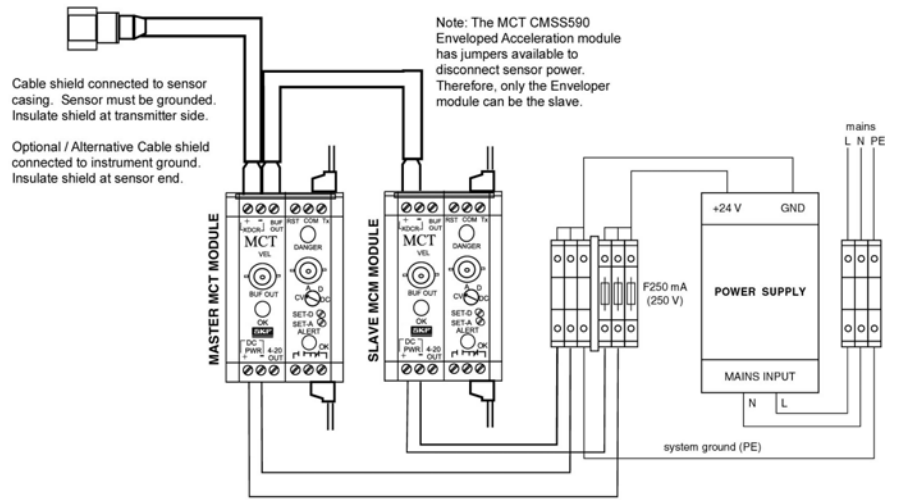 Note: The MCT CMSS590
Enveloped Acceleration module
has jumpers available to
disconnect sensor power.
Therefore, only the Enveloper
module can be the slave.
Cable shield connected to sensor
casing. Sensor must be grounded.
Insulate shield at transmitter side.
Optional / Alternative Cable shield
connected to instrument ground.
Insulate shield at sensor end.
mains
L N PE
MASTER MCT MODULE
+ - BUF
KDCR OUT
RST COM Tx
MCT
DANGER
VEL
BUF OUT
A D
CV DC
OK
SET-D
SET-A
ALERT
SKF
OK
DC
PWR 4-20
+ - OUT
SLAVE MCM MODULE
+ - BUF
KDCR OUT
RST COM Tx
MCT
DANGER
VEL
BUF OUT
A D
CV DC
OK
SET-D
SET-A
ALERT
SKF
OK
DC
PWR 4-20
+ - OUT
F250 mA
(250 V)
+24 V GND
POWER SUPPLY
MAINS INPUT
N L
system ground (PE)